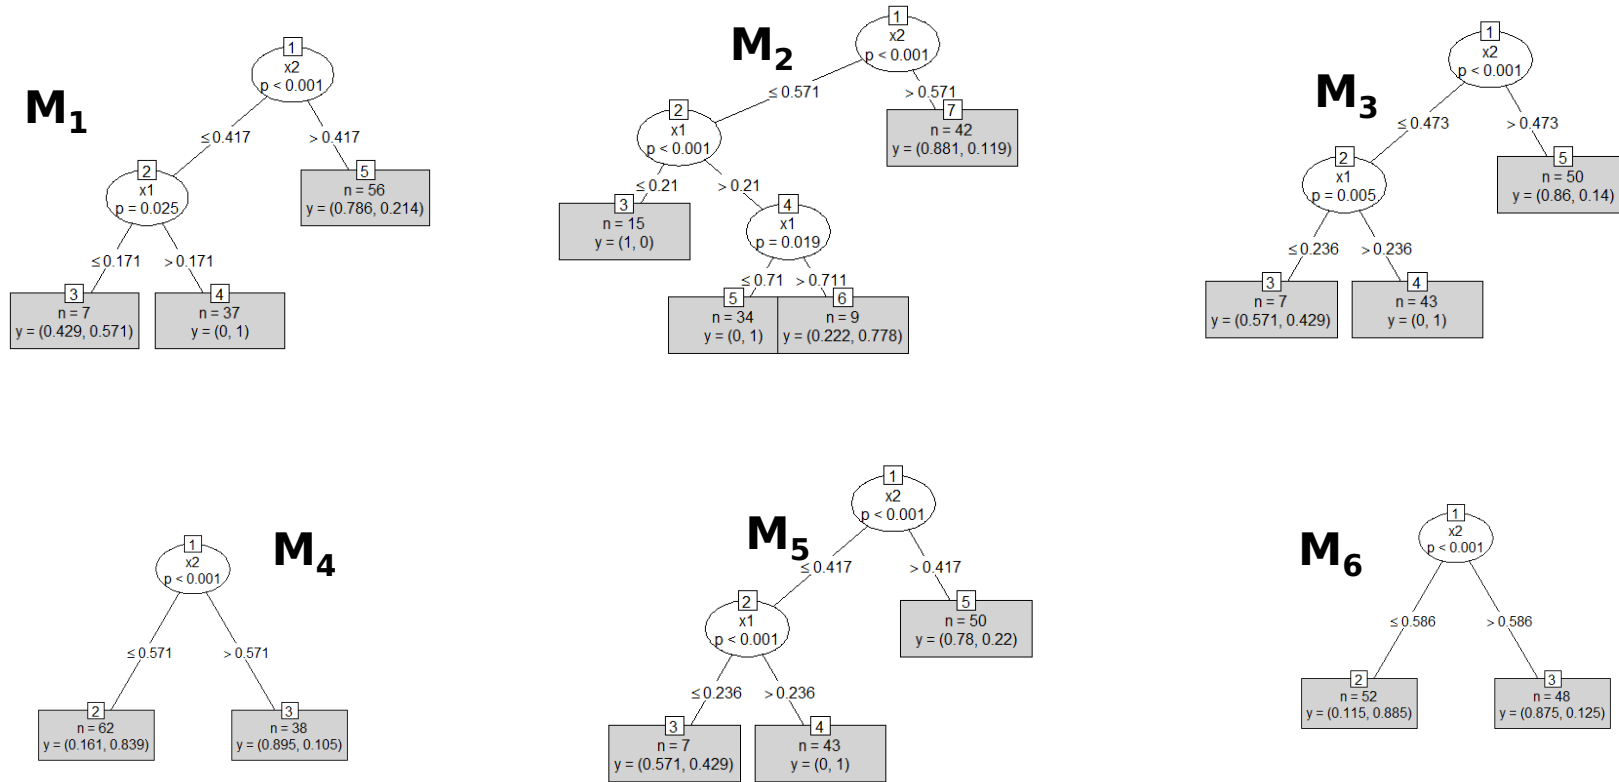 M1
1
x2
p < 0.001
≤ 0.417
> 0.417
2
x1
p = 0.025
5
n = 56
y = (0.786, 0.214)
≤ 0.171
> 0.171
3
n = 7
y = (0.429, 0.571)
4
n = 37
y = (0, 1)
M2
1
x2
p < 0.001
≤ 0.571
> 0.571
2
x1
p < 0.001
7
n = 42
y = (0.881, 0.119)
≤ 0.21
> 0.21
3
n = 15
y = (1, 0)
4
x1
p = 0.019
≤ 0.71
> 0.711
5
n = 34
y = (0, 1)
6
n = 9
y = (0.222, 0.778)
M3
1
x2
p < 0.001
≤ 0.473
> 0.473
2
x1
p = 0.005
5
n = 50
y = (0.86, 0.14)
≤ 0.236
> 0.236
3
n = 7
y = (0.571, 0.429)
4
n = 43
y = (0, 1)
M4
1
x2
p < 0.001
≤ 0.571
> 0.571
2
n = 62
y = (0.161, 0.839)
3
n = 38
y = (0.895, 0.105)
M5
1
x2
p < 0.001
≤ 0.417
> 0.417
2
x1
p < 0.001
5
n = 50
y = (0.78, 0.22)
≤ 0.236
> 0.236
3
n = 7
y = (0.571, 0.429)
4
n = 43
y = (0, 1)
M6
1
x2
p < 0.001
≤ 0.586
> 0.586
2
n = 52
y = (0.115, 0.885)
3
n = 48
y = (0.875, 0.125)